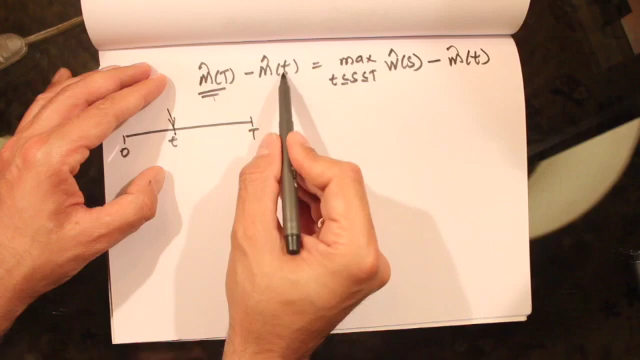 M̂(T) - M̂(t) = max Ŵ(s) - M̂(t)
t≤s≤T
0 t T